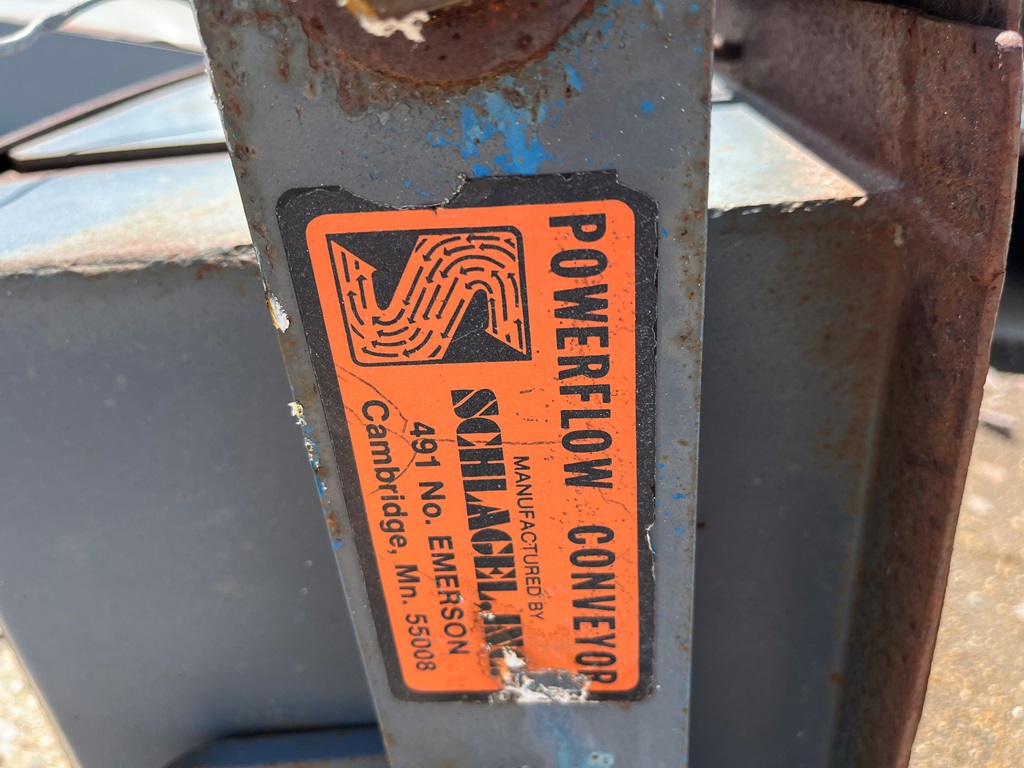 POWERFLOW CONVEYOR
MANUFACTURED BY
SCHLAGEL, INC
491 No. EMERSON
Cambridge, Mn. 55008